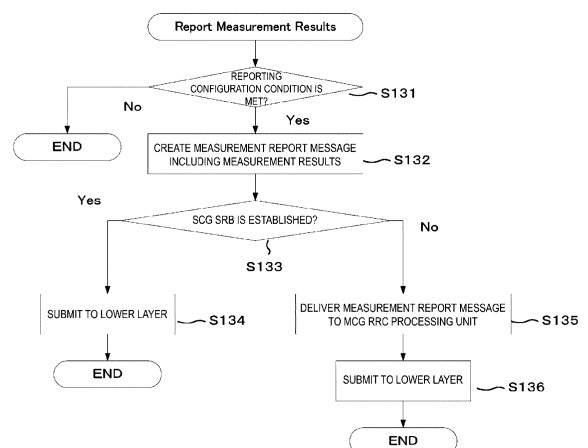 Report Measurement Results
REPORTING
CONFIGURATION CONDITION IS
MET?
S131
No
Yes
END
CREATE MEASUREMENT REPORT MESSAGE
INCLUDING MEASUREMENT RESULTS
S132
Yes
SCG SRB IS ESTABLISHED?
No
S133
SUBMIT TO LOWER LAYER
S134
DELIVER MEASUREMENT REPORT MESSAGE
TO MCG RRC PROCESSING UNIT
S135
END
SUBMIT TO LOWER LAYER
S136
END